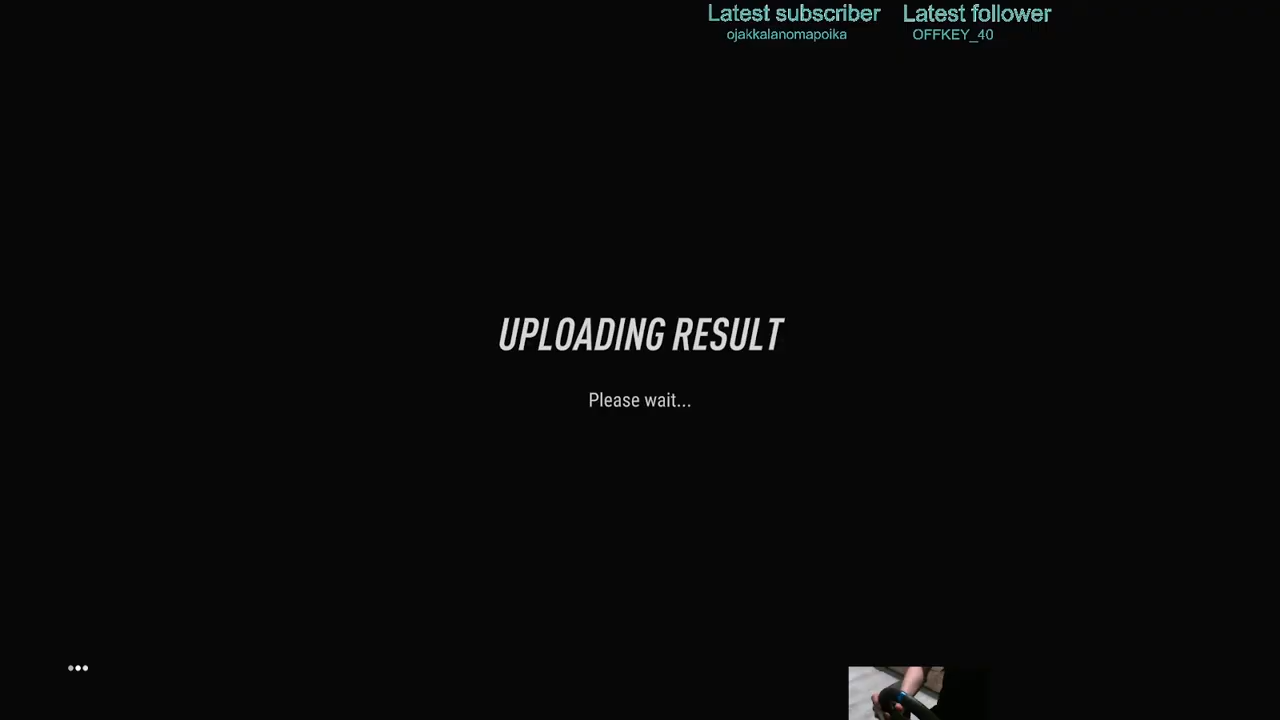 Latest subscriber
ojakkalanomapoika
Latest follower
OFFKEY_40
UPLOADING RESULT
Please wait...